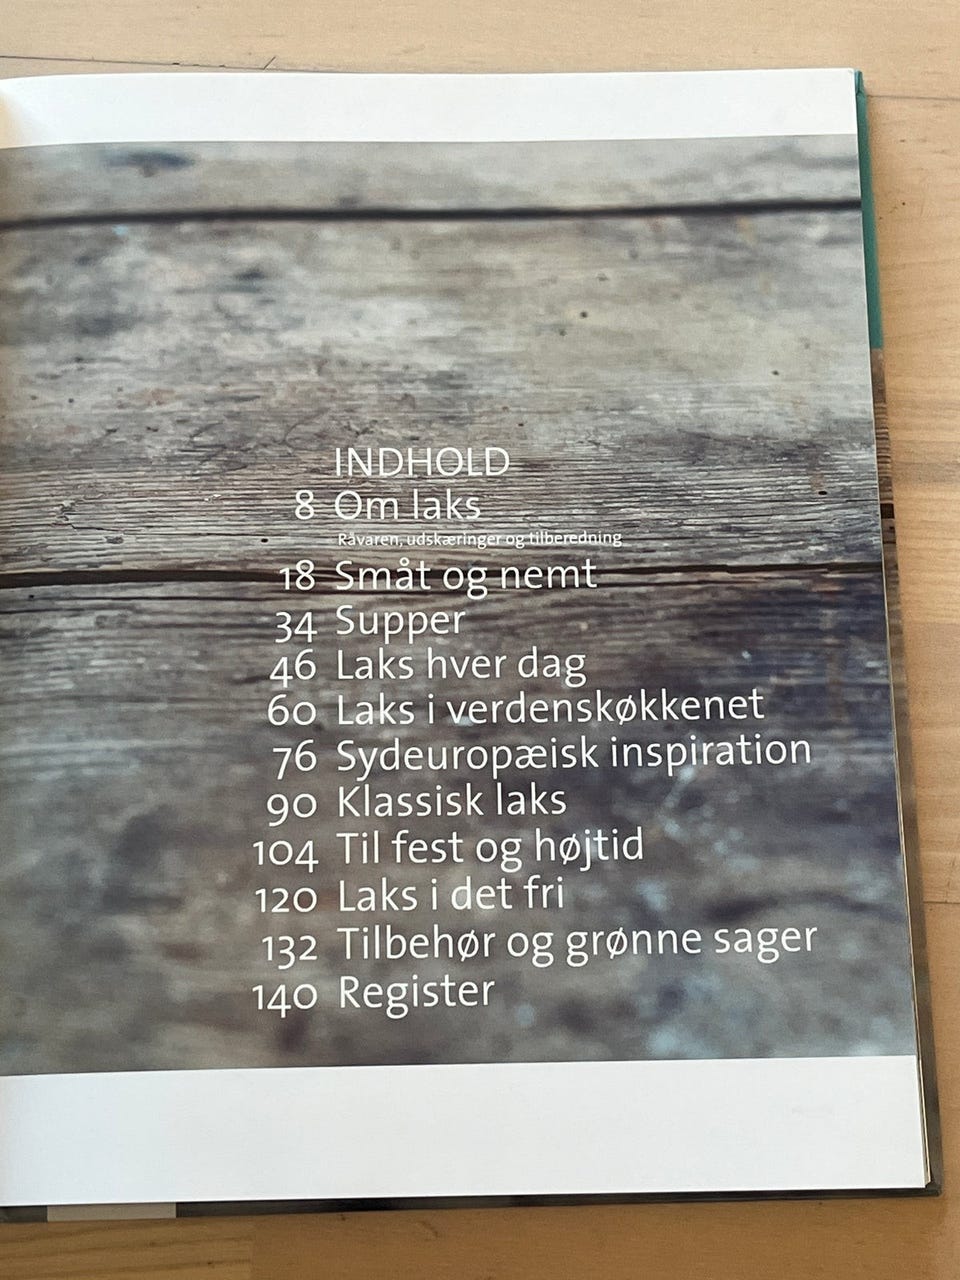 INDHOLD
8 Om laks
Råvaren, udskæringer og tilberedning
18 Småt og nemt
34 Supper
46 Laks hver dag
60 Laks i verdenskøkkenet
76 Sydeuropæisk inspiration
90 Klassisk laks
104 Til fest og højtid
120 Laks i det fri
132 Tilbehør og grønne sager
140 Register